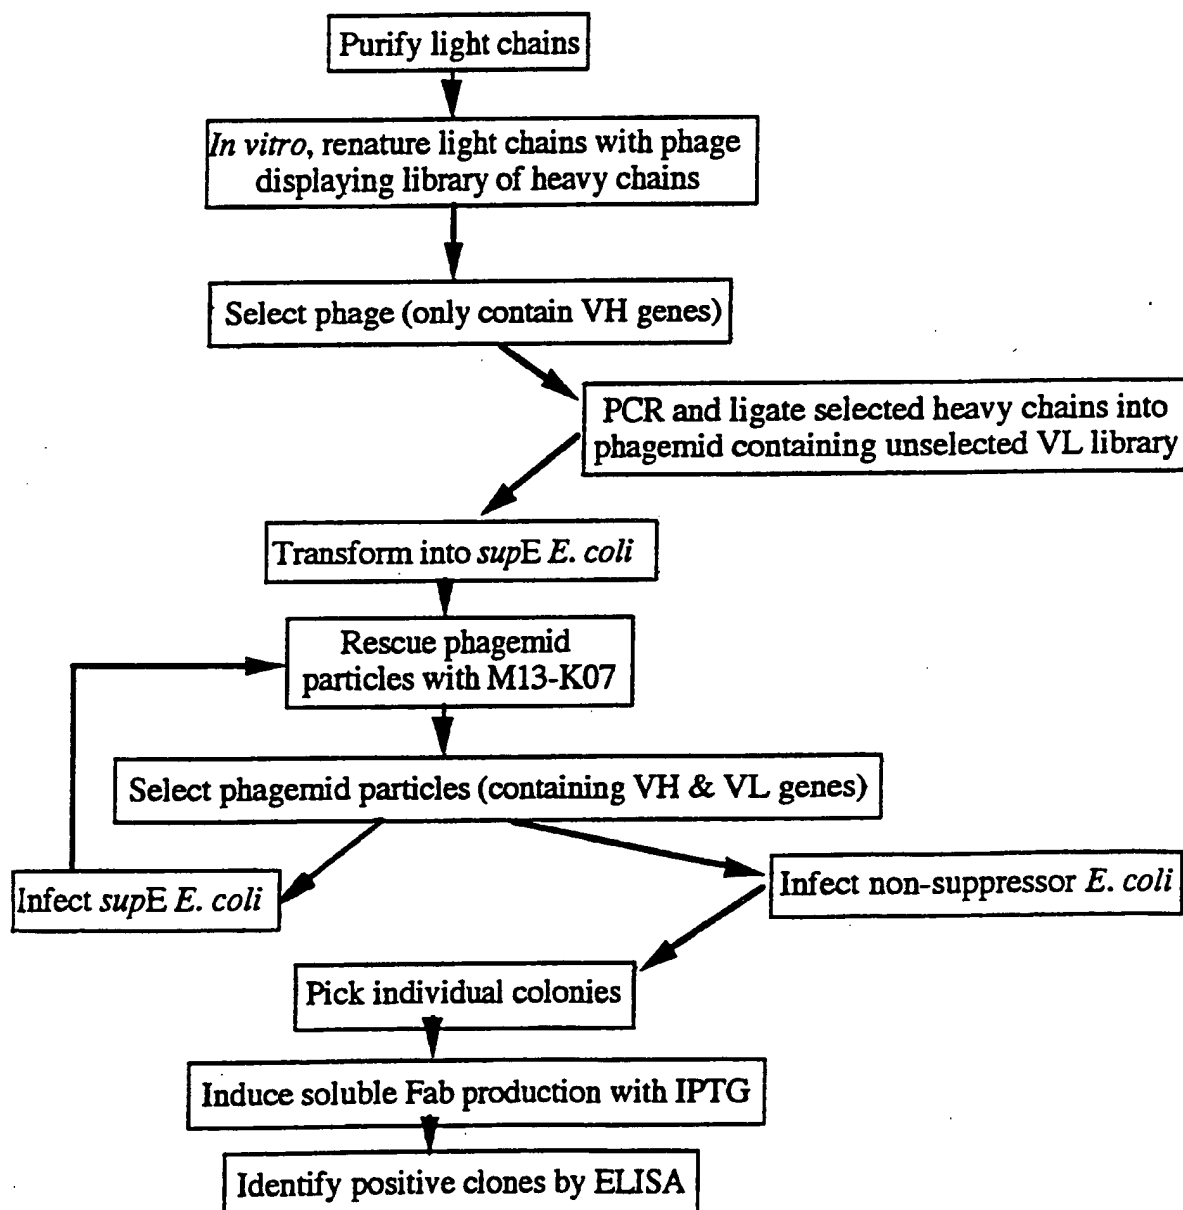 Purify light chains
In vitro, renature light chains with phage
displaying library of heavy chains
Select phage (only contain VH genes)
PCR and ligate selected heavy chains into
phagemid containing unselected VL library
Transform into supE E. coli
Rescue phagemid
particles with M13-K07
Select phagemid particles (containing VH & VL genes)
Infect supE E. coli
Infect non-suppressor E. coli
Pick individual colonies
Induce soluble Fab production with IPTG
Identify positive clones by ELISA